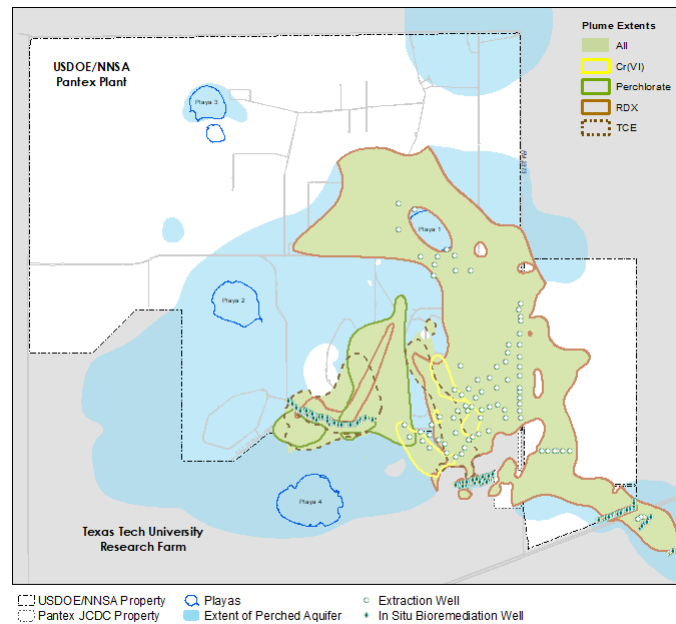 USDOE/NNSA
Pantex Plant
Plume Extents
All
Cr(VI)
Perchlorate
RDX
TCE
Playa 3
Playa 1
Playa 2
Playa 4
Texas Tech University
Research Farm
USDOE/NNSA Property
Playas
Extraction Well
Pantex JCDC Property
Extent of Perched Aquifer
In Situ Bioremediation Well